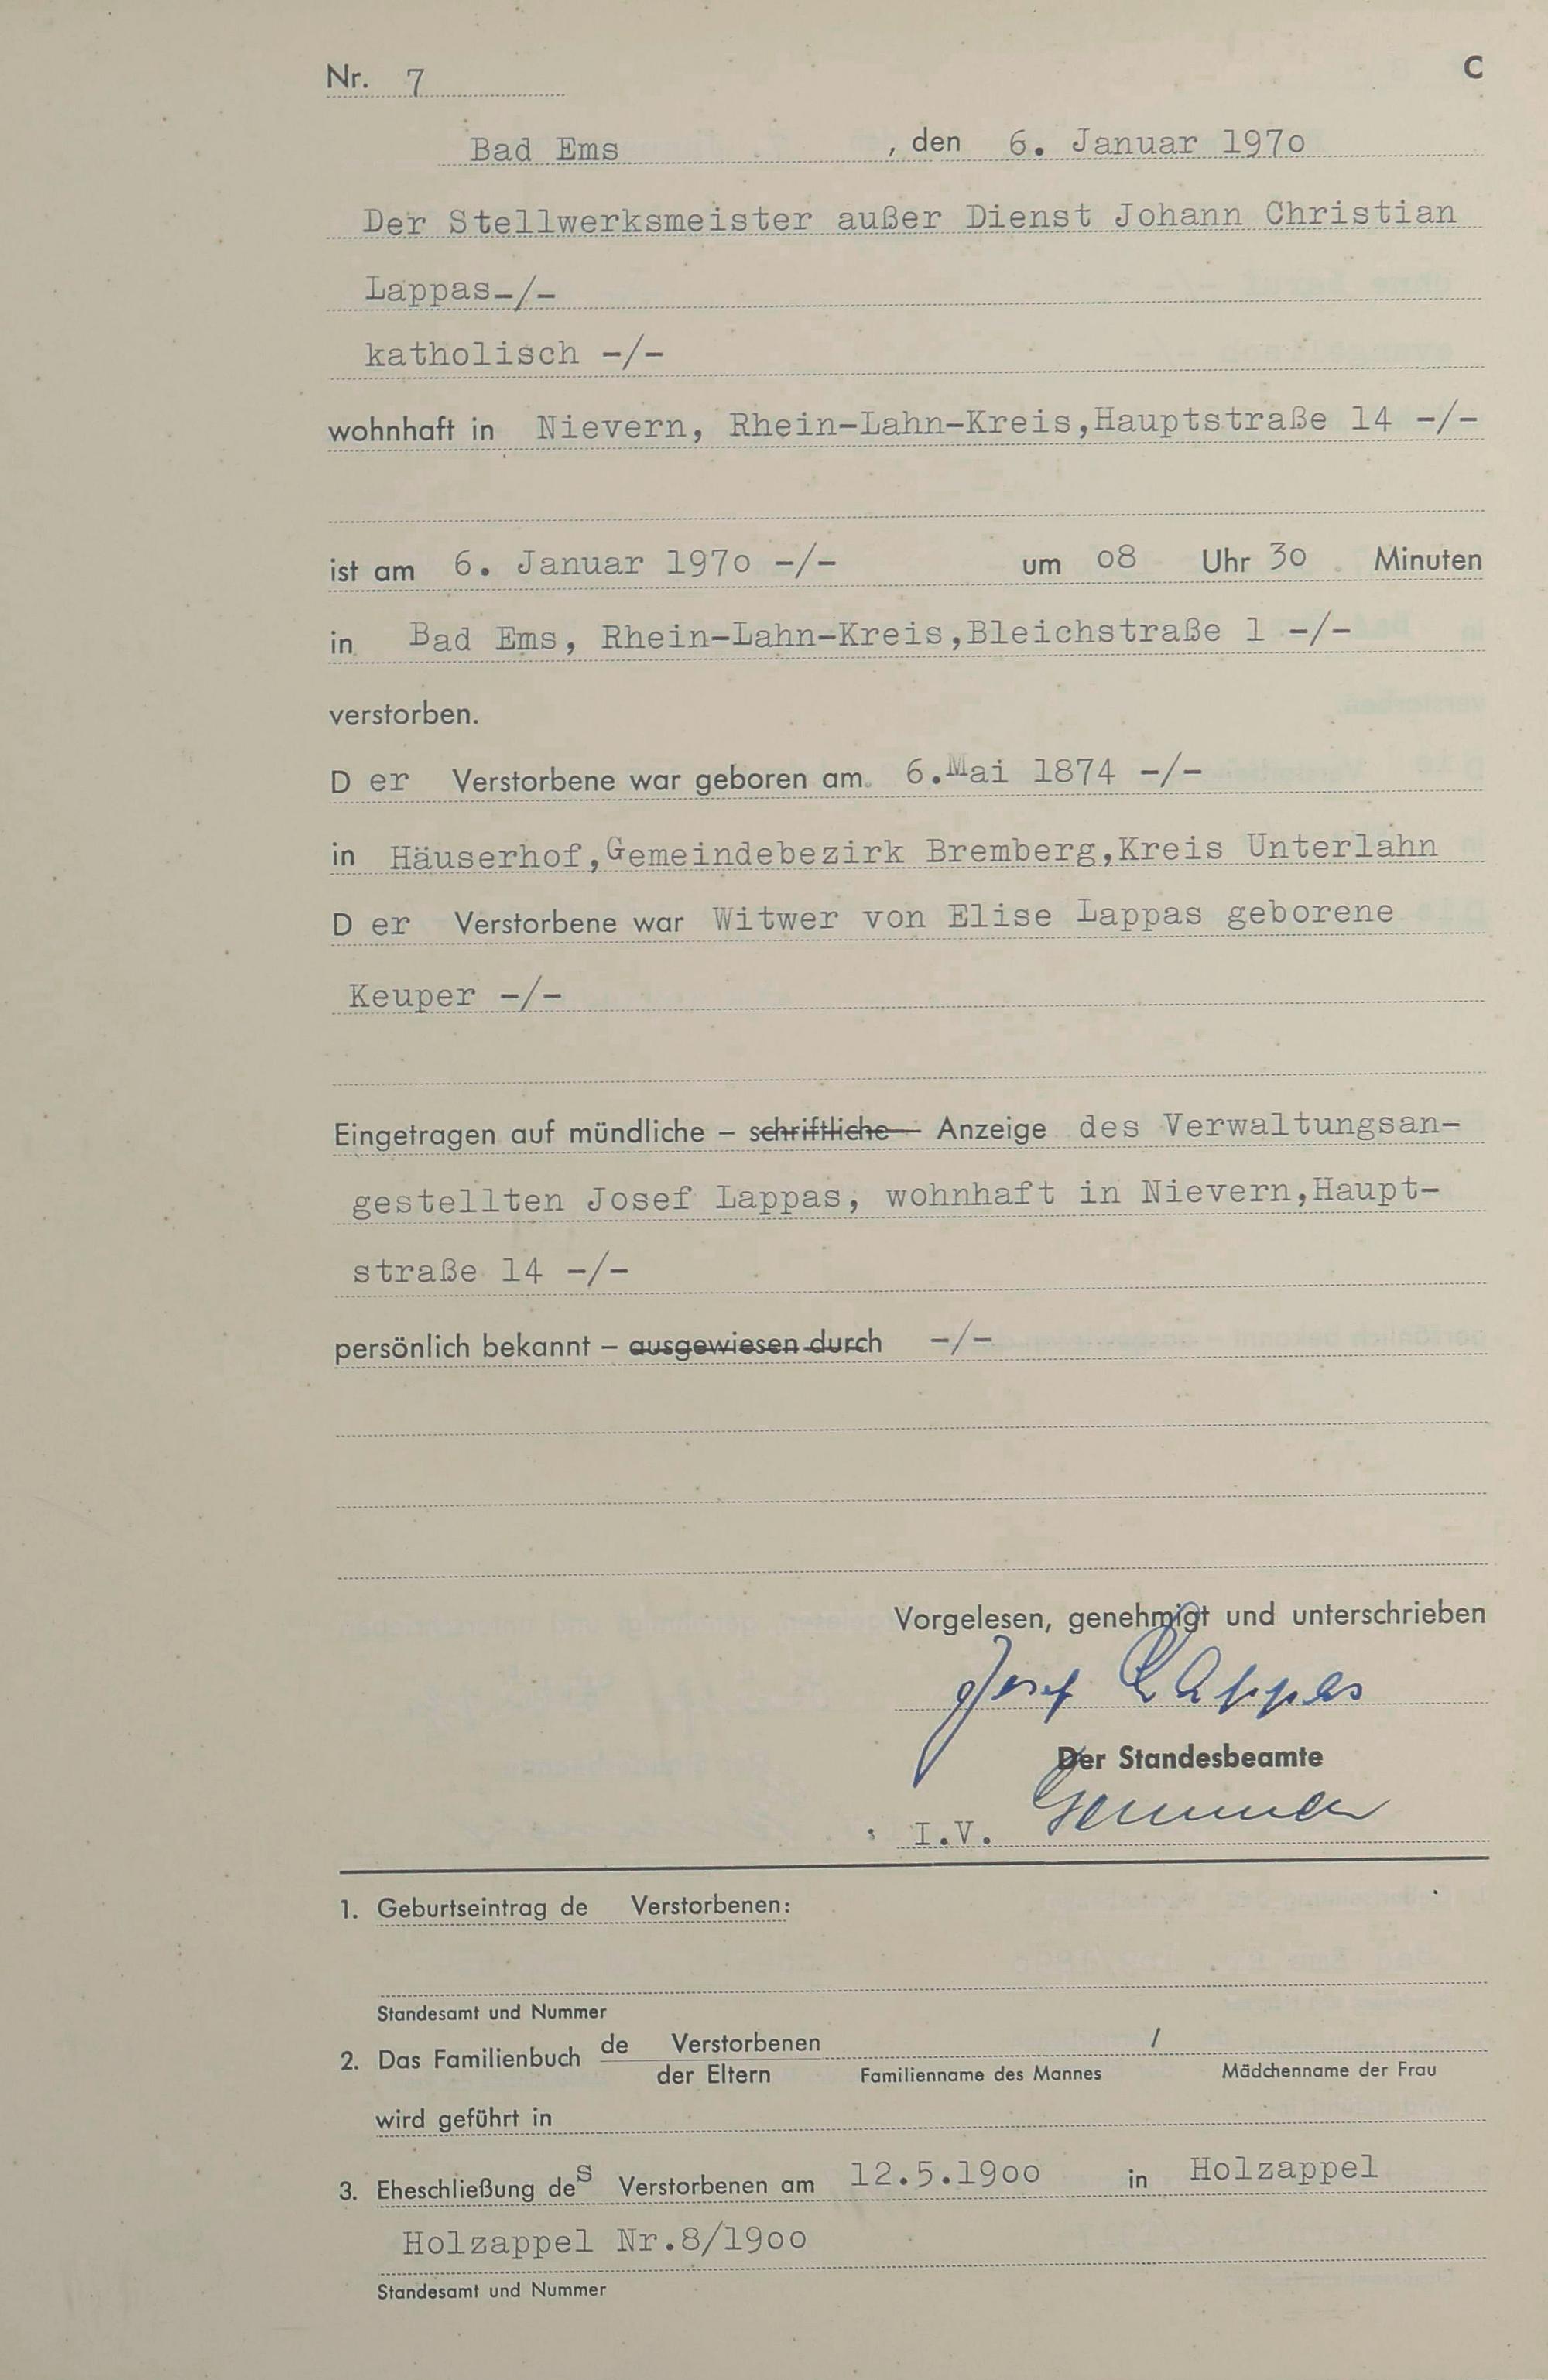 Nr. 7
C
Bad Ems , den 6. Januar 1970
Der Stellwerksmeister außer Dienst Johann Christian
Lappas-/-
katholisch -/-
wohnhaft in Nievern, Rhein-Lahn-Kreis,Hauptstraße 14 -/-
ist am 6. Januar 1970 -/- um 08 Uhr 30 Minuten
in Bad Ems, Rhein-Lahn-Kreis,Bleichstraße 1 -/-
verstorben.
D er Verstorbene war geboren am 6.Mai 1874 -/-
in Häuserhof,Gemeindebezirk Bremberg,Kreis Unterlahn
D er Verstorbene war Witwer von Elise Lappas geborene
Keuper -/-
Eingetragen auf mündliche – schriftliche – Anzeige des Verwaltungsan-
gestellten Josef Lappas, wohnhaft in Nievern,Haupt-
straße 14 -/-
persönlich bekannt – ausgewiesen durch -/-
Vorgelesen, genehmigt und unterschrieben
Josef Lappas
Der Standesbeamte
I.V.
1. Geburtseintrag de Verstorbenen:
Standesamt und Nummer
2. Das Familienbuch de Verstorbenen /
der Eltern Familienname des Mannes Mädchenname der Frau
wird geführt in
3. Eheschließung des Verstorbenen am 12.5.1900 in Holzappel
Holzappel Nr.8/1900
Standesamt und Nummer